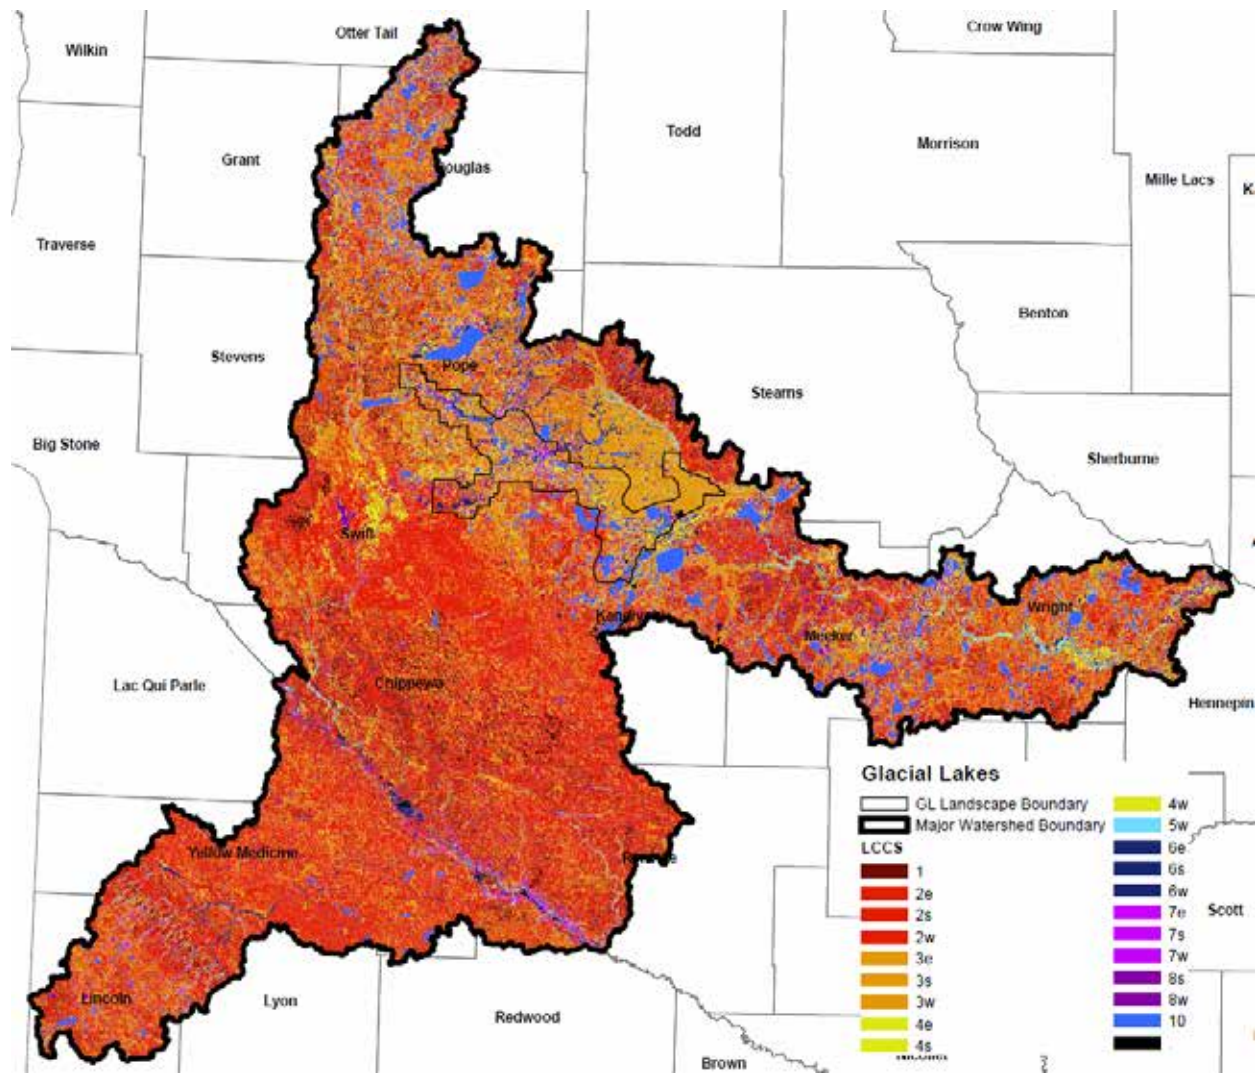 Otter Tail
Crow Wing
Wilkin
Todd
Morrison
Grant
ouglas
Mille Lacs
K
Traverse
Benton
Stevens
Pope
Stearns
Big Stone
Sherburne
Swift
Kandiy
Wright
Meeker
Lac Qui Parle
Chippewa
Hennepin
Glacial Lakes
GL Landscape Boundary
Major Watershed Boundary
LCCS
1
2e
2s
2w
3e
3s
3w
4e
4s
4w
5w
6e
6s
6w
7e
7s
7w
8s
8w
10
Yellow Medicine
Scott
Lincoln
Lyon
Redwood
Brown